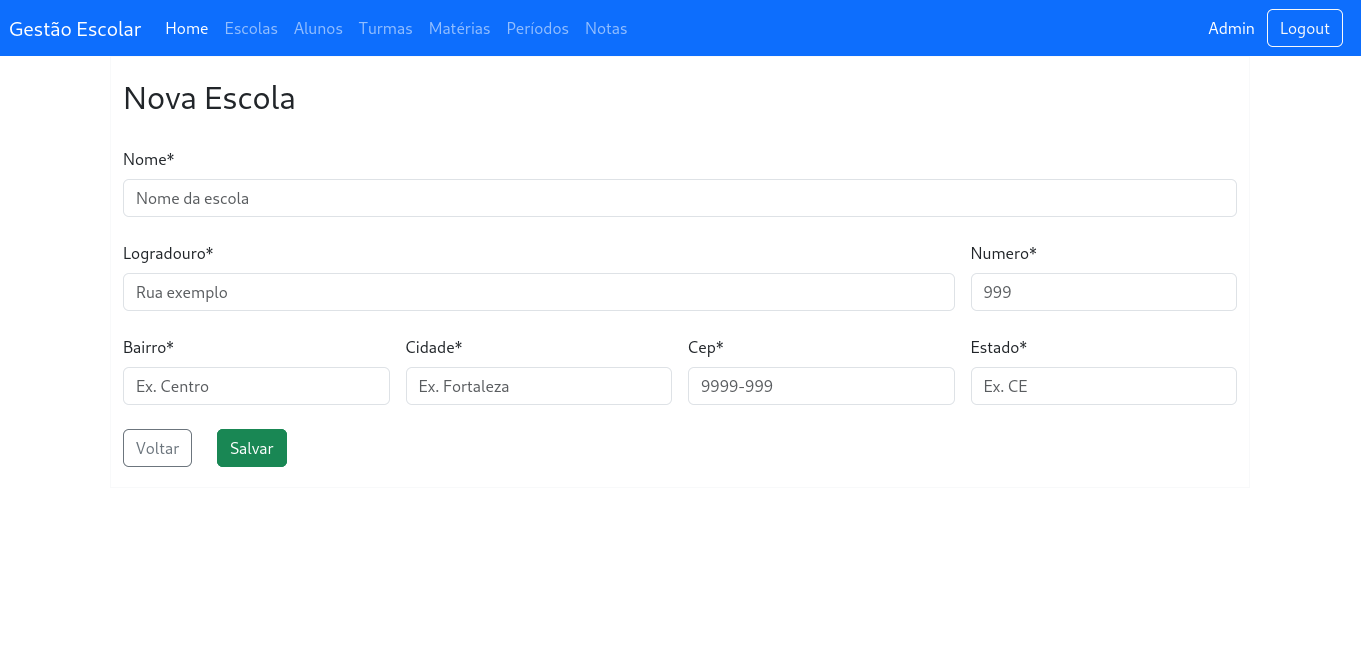 Gestão Escolar Home Escolas Alunos Turmas Matérias Períodos Notas Admin Logout
Nova Escola
Nome*
Nome da escola
Logradouro* Numero*
Rua exemplo 999
Bairro* Cidade* Cep* Estado*
Ex. Centro Ex. Fortaleza 9999-999 Ex. CE
Voltar Salvar